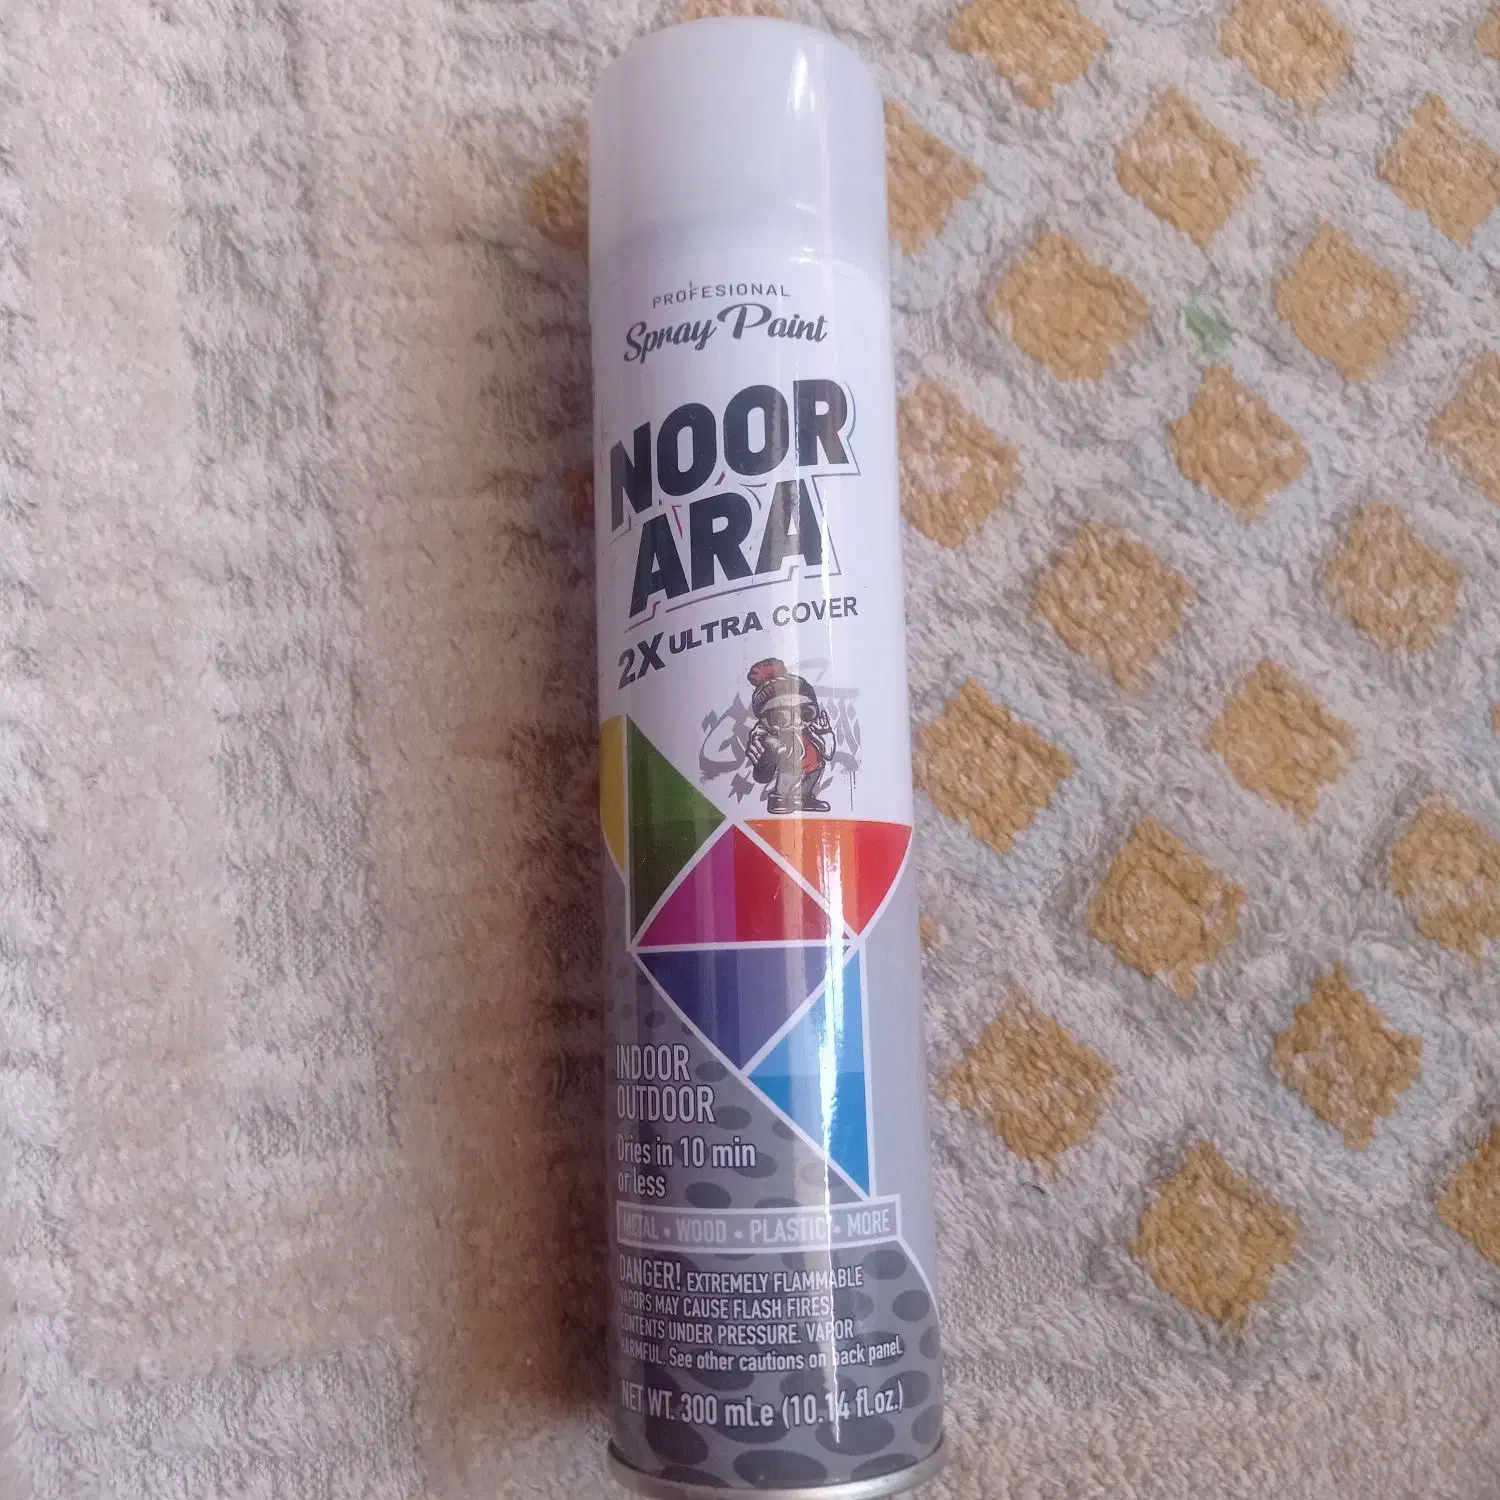 PROFESIONAL
Spray Paint
NOOR
ARA
2X ULTRA COVER
INDOOR
OUTDOOR
Dries in 10 min
or less
METAL • WOOD • PLASTIC • MORE
DANGER! EXTREMELY FLAMMABLE
VAPORS MAY CAUSE FLASH FIRES
CONTENTS UNDER PRESSURE. VAPOR
HARMFUL. See other cautions on back panel.
NET WT. 300 mL e (10.14 fl.oz.)